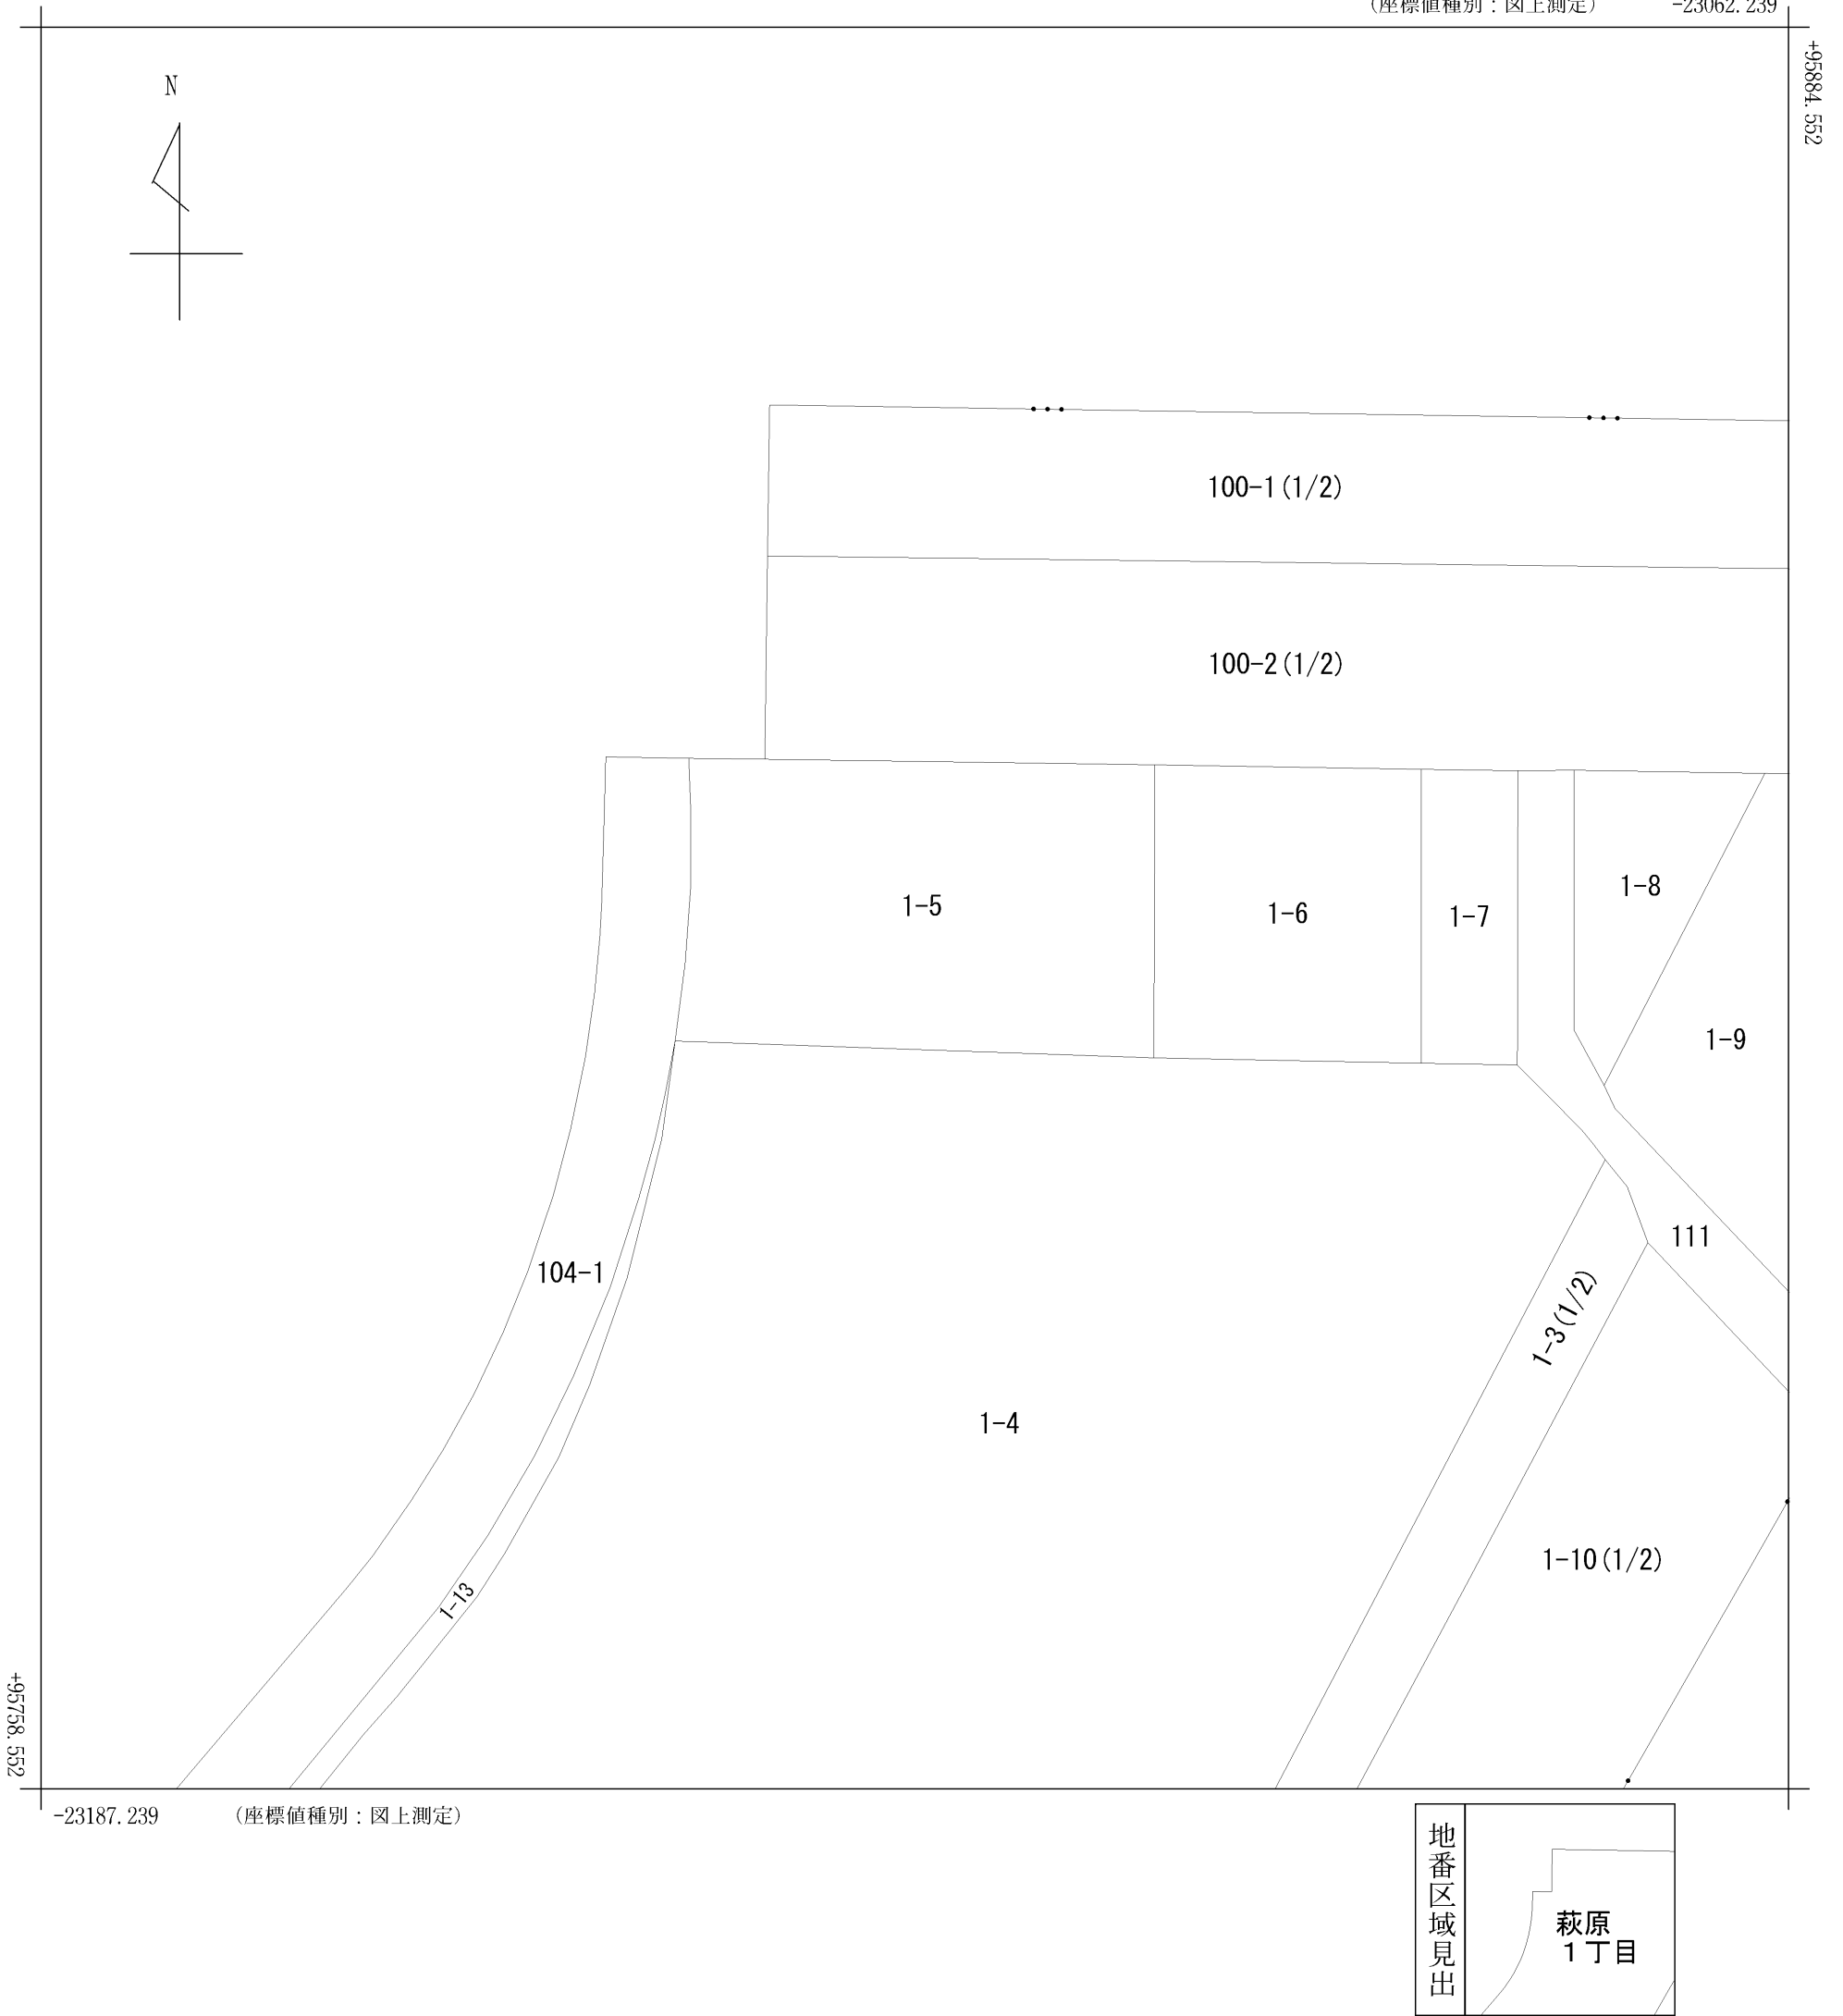 （座標値種別：図上測定） -23062.239
+95884.552
N
100-1(1/2)
100-2(1/2)
1-5
1-6
1-7
1-8
1-9
104-1
111
1-3(1/2)
1-4
1-10(1/2)
1-13
+95758.552
-23187.239 （座標値種別：図上測定）
地番区域見出
萩原
１丁目